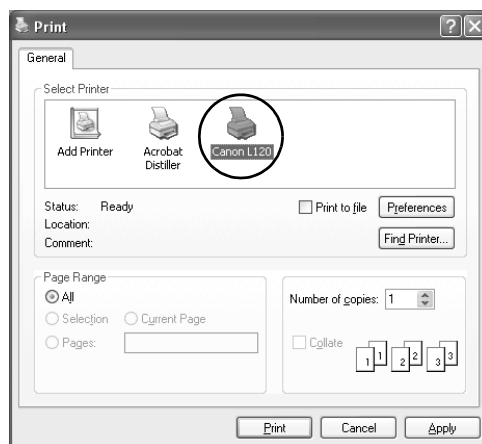 Print
General
Select Printer
Add Printer
Acrobat Distiller
Canon L120
Status: Ready
Location:
Comment:
Print to file
Preferences
Find Printer...
Page Range
All
Selection
Current Page
Pages:
Number of copies: 1
Collate
1 1 2 2 3 3
Print
Cancel
Apply